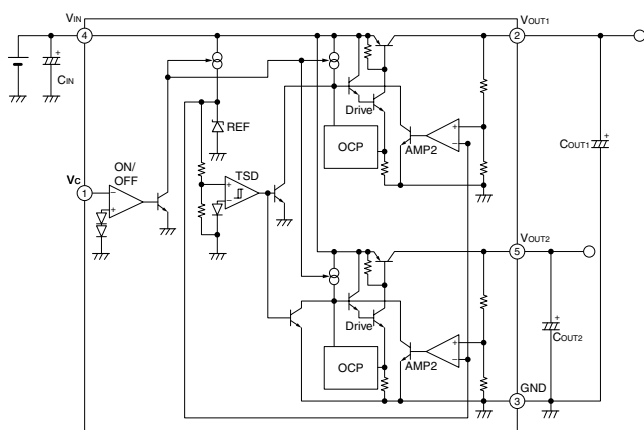 VIN
VOUT1
4
2
CIN
Drive
REF
OCP
AMP2
COUT1
VC
ON/
OFF
TSD
1
VOUT2
5
Drive
OCP
AMP2
COUT2
GND
3